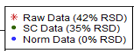 Raw Data (42% RSD)
SC Data (35% RSD)
Norm Data (0% RSD)